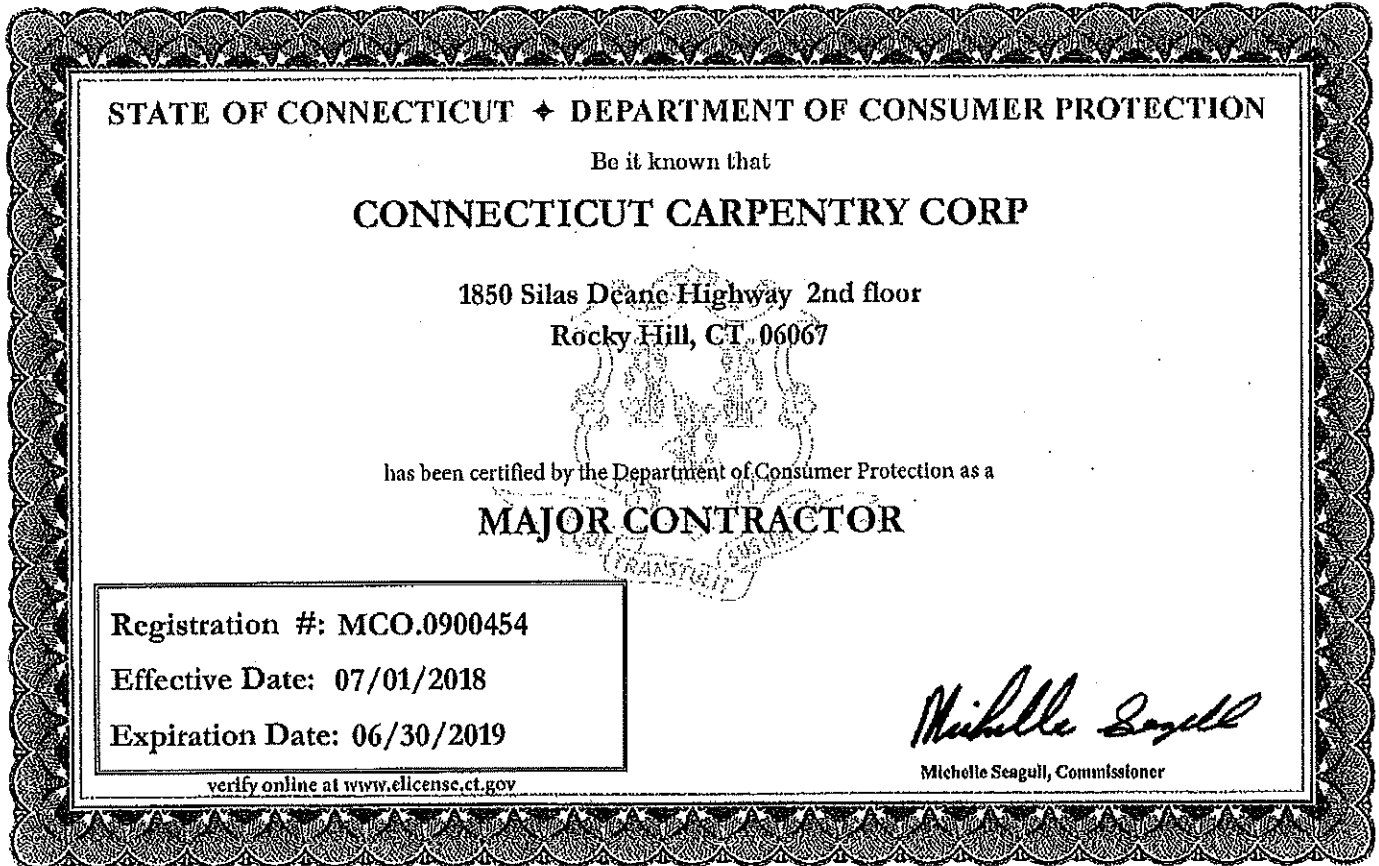 STATE OF CONNECTICUT ✦ DEPARTMENT OF CONSUMER PROTECTION
Be it known that
CONNECTICUT CARPENTRY CORP
1850 Silas Deane Highway 2nd floor
Rocky Hill, CT 06067
has been certified by the Department of Consumer Protection as a
MAJOR CONTRACTOR
TRANSTULIT
Registration #: MCO.0900454
Effective Date: 07/01/2018
Expiration Date: 06/30/2019
verify online at www.elicense.ct.gov
Michelle Seagull
Michelle Seagull, Commissioner